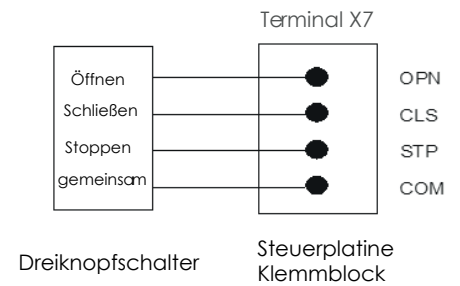 Terminal X7
Öffnen
OPN
Schließen
CLS
Stoppen
STP
gemeinsam
COM
Dreiknopfschalter
Steuerplatine
Klemmblock